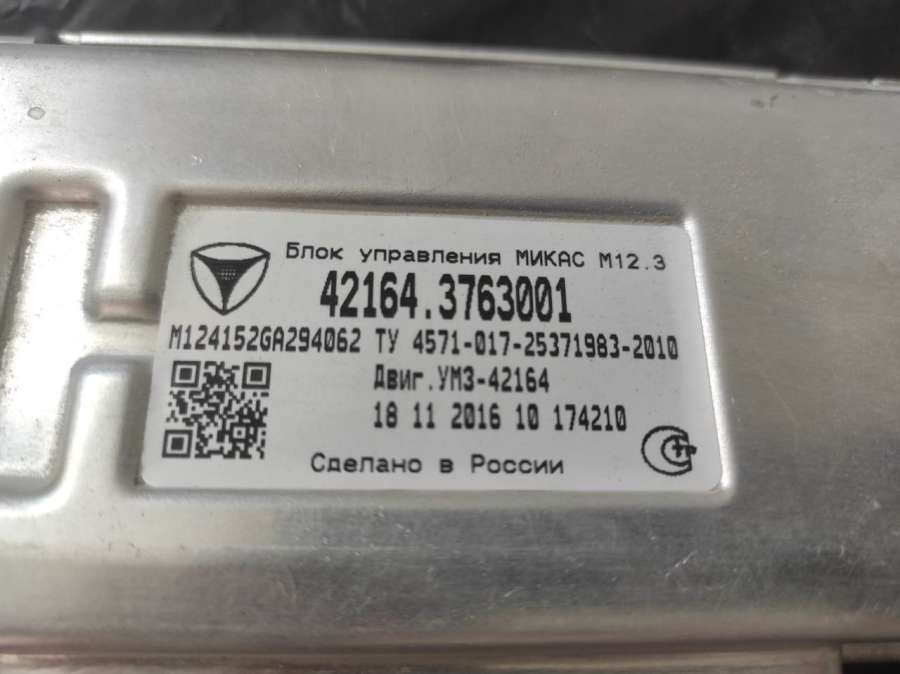 Блок управления МИКАС М12.3
42164.3763001
M124152GA294062 ТУ 4571-017-25371983-2010
Двиг.УМЗ-42164
18 11 2016 10 174210
Сделано в России